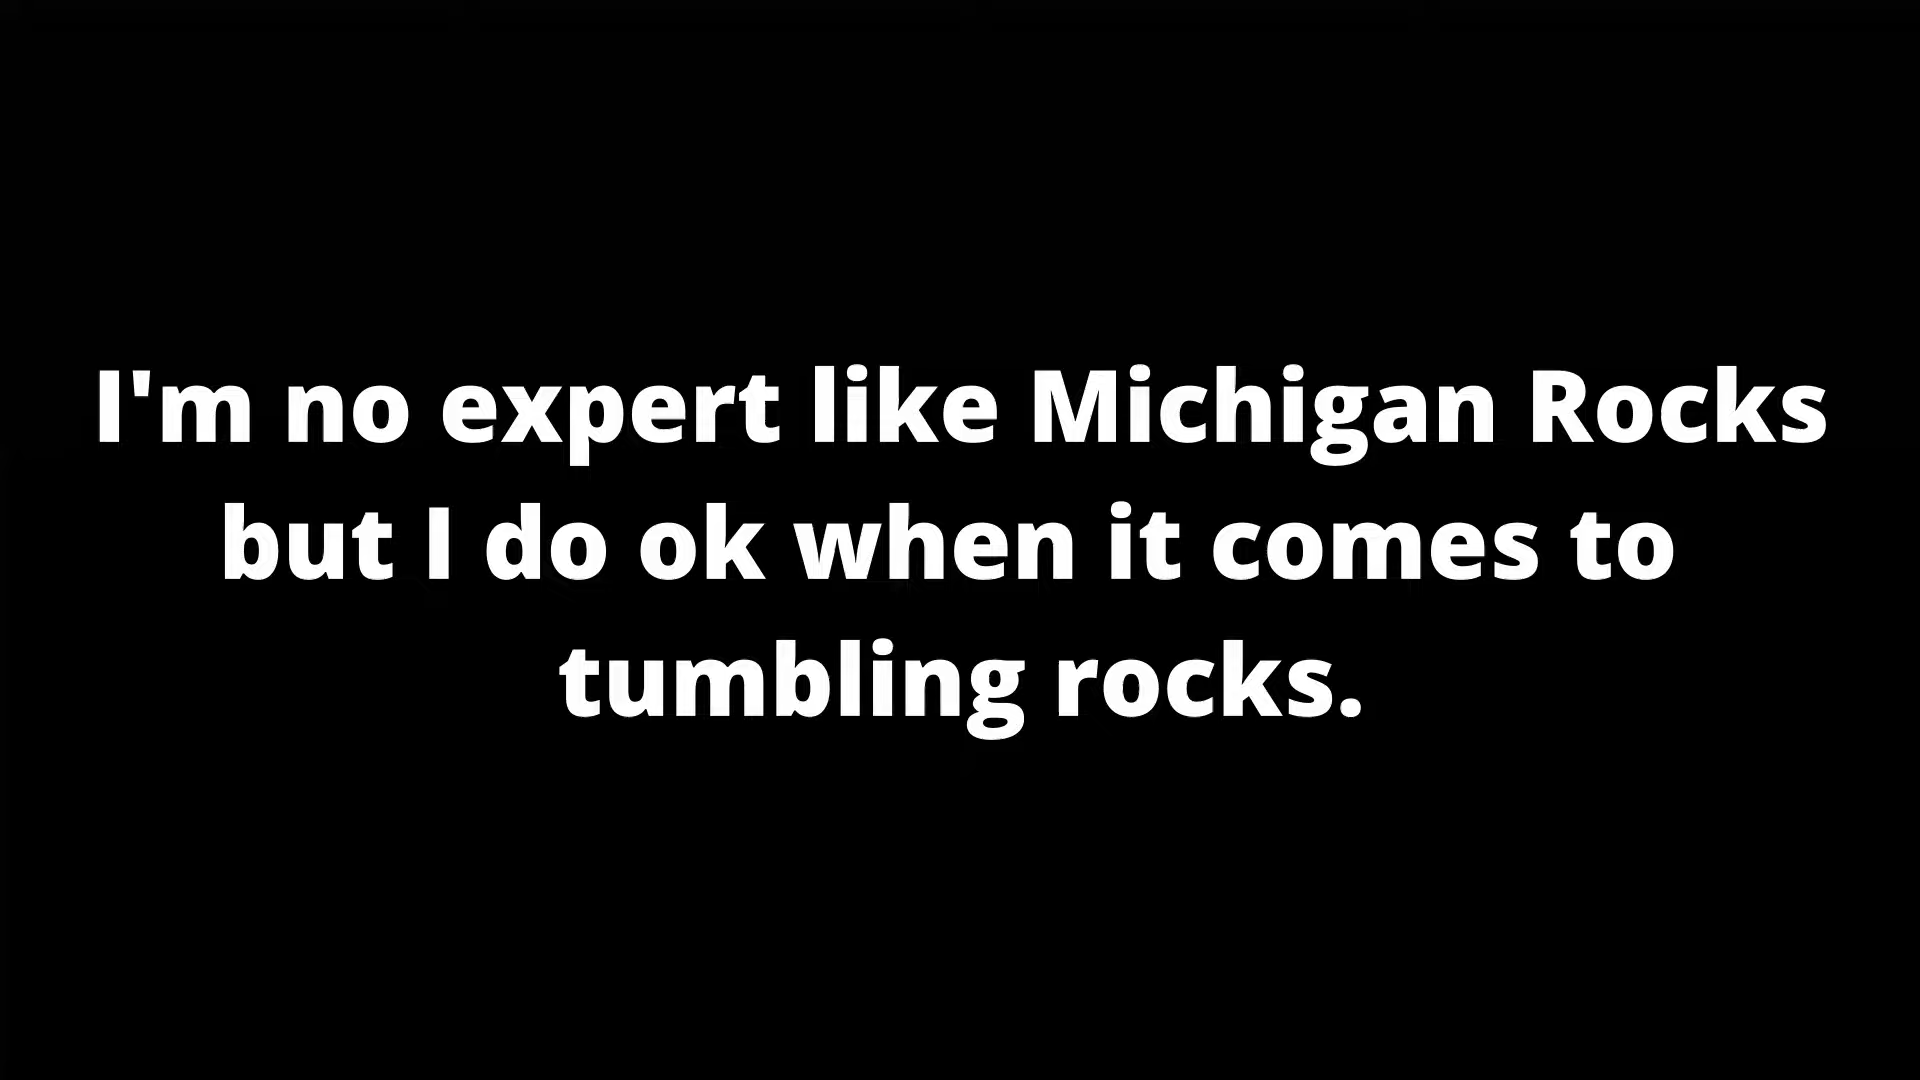 I'm no expert like Michigan Rocks
but I do ok when it comes to
tumbling rocks.